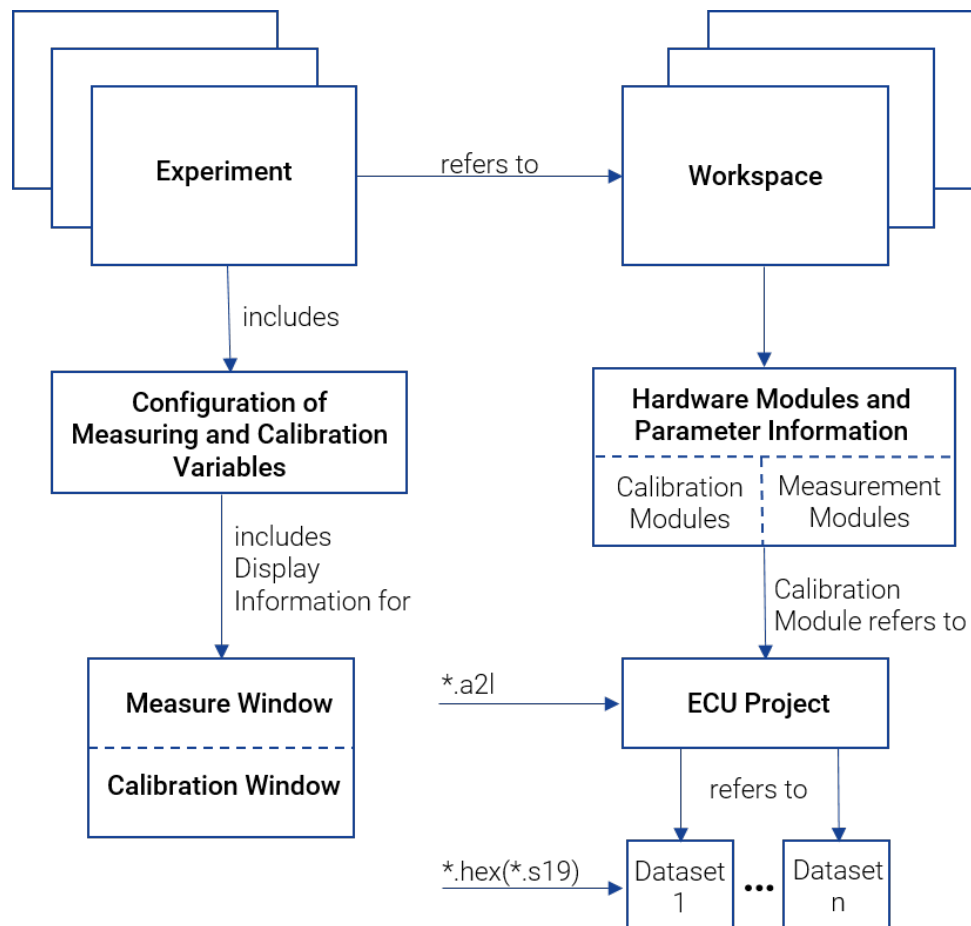 Experiment
refers to
Workspace
includes
Configuration of
Measuring and Calibration
Variables
Hardware Modules and
Parameter Information
Calibration
Modules
Measurement
Modules
includes
Display
Information for
Calibration
Module refers to
Measure Window
Calibration Window
*.a2l
ECU Project
refers to
*.hex(*.s19)
Dataset
1
...
Dataset
n